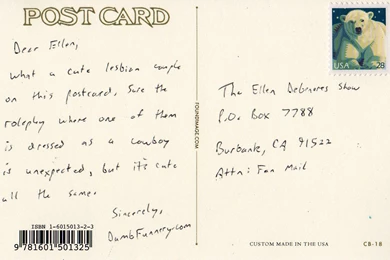 POST CARD
Dear Ellen,
What a cute lesbian couple
on this postcard. Sure the
roleplay where one of them
is dressed as a cowboy
is unexpected, but it's cute
all the same.
Sincerely,
DumbFunnery.com
ISBN 1-6015013-2-3
9 781601 501325
FOUNDIMAGE.COM
USA 28
The Ellen Degeneres Show
P.O. Box 7788
Burbank, CA 91522
Attn: Fan Mail
CUSTOM MADE IN THE USA
CB-18